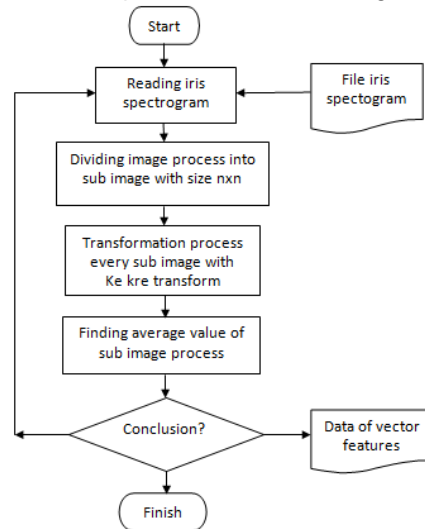 Start
Reading iris
spectrogram
File iris
spectogram
Dividing image process into
sub image with size nxn
Transformation process
every sub image with
Ke kre transform
Finding average value of
sub image process
Conclusion?
Data of vector
features
Finish